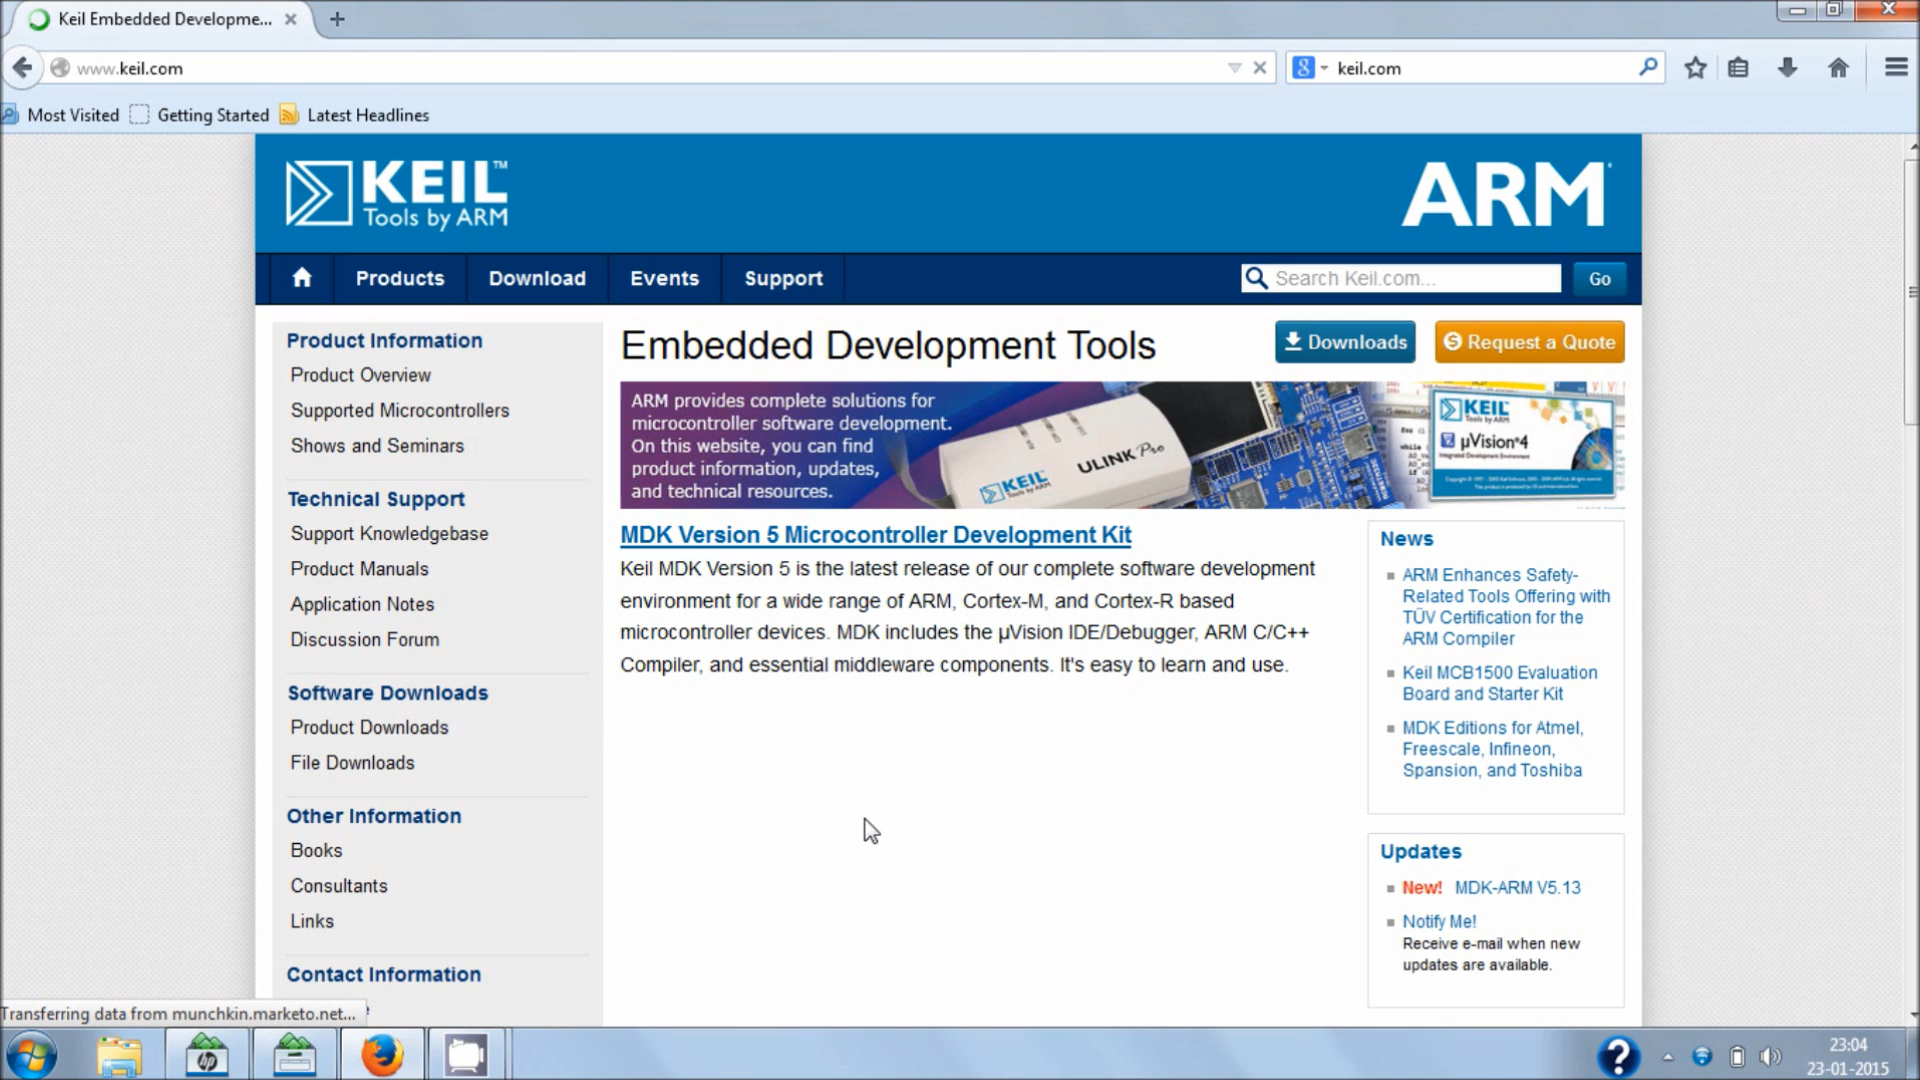 Keil Embedded Developme...
www.keil.com
keil.com
Most Visited
Getting Started
Latest Headlines
KEIL™
Tools by ARM
ARM
Products
Download
Events
Support
Search Keil.com...
Go
Product Information
Product Overview
Supported Microcontrollers
Shows and Seminars
Technical Support
Support Knowledgebase
Product Manuals
Application Notes
Discussion Forum
Software Downloads
Product Downloads
File Downloads
Other Information
Books
Consultants
Links
Contact Information
Embedded Development Tools
Downloads
Request a Quote
ARM provides complete solutions for
microcontroller software development.
On this website, you can find
product information, updates,
and technical resources.
KEIL
Tools by ARM
ULINK Pro
KEIL
Tools by ARM
µVision4
Integrated Development Environment
MDK Version 5 Microcontroller Development Kit
Keil MDK Version 5 is the latest release of our complete software development
environment for a wide range of ARM, Cortex-M, and Cortex-R based
microcontroller devices. MDK includes the µVision IDE/Debugger, ARM C/C++
Compiler, and essential middleware components. It's easy to learn and use.
News
ARM Enhances Safety-
Related Tools Offering with
TÜV Certification for the
ARM Compiler
Keil MCB1500 Evaluation
Board and Starter Kit
MDK Editions for Atmel,
Freescale, Infineon,
Spansion, and Toshiba
Updates
New! MDK-ARM V5.13
Notify Me!
Receive e-mail when new
updates are available.
Transferring data from munchkin.marketo.net...
hp
23:04
23-01-2015